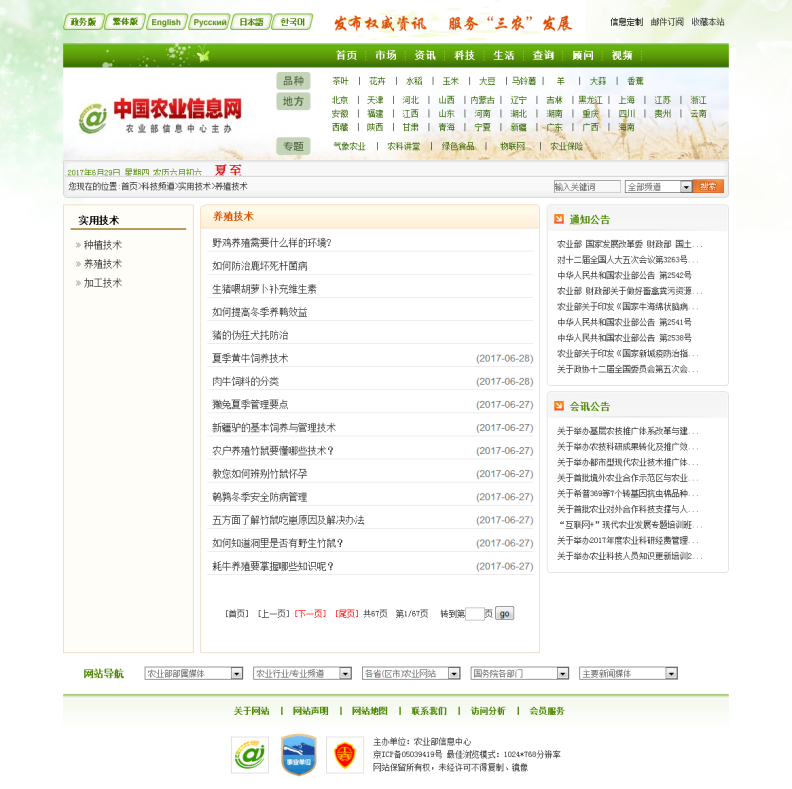 政务版 繁体版 English Русский 日本語 한국어
发布权威资讯 服务“三农”发展
信息定制 邮件订阅 收藏本站
首页 市场 资讯 科技 生活 查询 顾问 视频
品种 茶叶 | 花卉 | 水稻 | 玉米 | 大豆 | 马铃薯 | 羊 | 大蒜 | 香蕉
地方 北京 | 天津 | 河北 | 山西 | 内蒙古 | 辽宁 | 吉林 | 黑龙江 | 上海 | 江苏 | 浙江
安徽 | 福建 | 江西 | 山东 | 河南 | 湖北 | 湖南 | 重庆 | 四川 | 贵州 | 云南
西藏 | 陕西 | 甘肃 | 青海 | 宁夏 | 新疆 | 广东 | 广西 | 海南
中国农业信息网
农业部信息中心主办
专题 气象农业 | 农科讲堂 | 绿色食品 | 物联网 | 农业保险
2017年6月29日 星期四 农历六月初六 夏至
您现在的位置:首页>科技频道>实用技术>养殖技术
输入关键词 全部频道 搜索
实用技术
» 种植技术
» 养殖技术
» 加工技术
养殖技术
野鸡养殖需要什么样的环境?
如何防治鹿坏死杆菌病
生猪喂胡萝卜补充维生素
如何提高冬季养鸭效益
猪的伪狂犬抚防治
夏季黄牛饲养技术 (2017-06-28)
肉牛饲料的分类 (2017-06-28)
獭兔夏季管理要点 (2017-06-27)
新疆驴的基本饲养与管理技术 (2017-06-27)
农户养殖竹鼠要懂哪些技术? (2017-06-27)
教您如何辨别竹鼠怀孕 (2017-06-27)
鹌鹑冬季安全防病管理 (2017-06-27)
五方面了解竹鼠吃崽原因及解决办法 (2017-06-27)
如何知道洞里是否有野生竹鼠? (2017-06-27)
牦牛养殖要掌握哪些知识呢? (2017-06-27)
[首页] [上一页] [下一页] [尾页] 共67页 第1/67页 转到第 页 go
通知公告
农业部 国家发展改革委 财政部 国土...
对十二届全国人大五次会议第3263号...
中华人民共和国农业部公告 第2542号
农业部 财政部关于做好畜禽粪污资源...
农业部关于印发《国家牛海绵状脑病...
中华人民共和国农业部公告 第2541号
中华人民共和国农业部公告 第2538号
农业部关于印发《国家新城疫防治指...
关于政协十二届全国委员会第五次会...
会讯公告
关于举办基层农技推广体系改革与建...
关于举办农技科研成果转化及推广效...
关于举办都市型现代农业技术推广体...
关于首批境外农业合作示范区与农业...
关于希普369等7个转基因抗虫棉品种...
关于首批农业对外合作科技支撑与人...
“互联网+”现代农业发展专题培训班...
关于举办2017年度农业科研经费管理...
关于举办农业科技人员知识更新培训2...
网站导航 农业部部属媒体 农业行业/专业频道 各省(区市)农业网站 国务院各部门 主要新闻媒体
关于网站 | 网站声明 | 网站地图 | 联系我们 | 访问分析 | 会员服务
事业单位
主办单位：农业部信息中心
京ICP备05039419号 最佳浏览模式：1024*768分辨率
网站保留所有权，未经许可不得复制、镜像